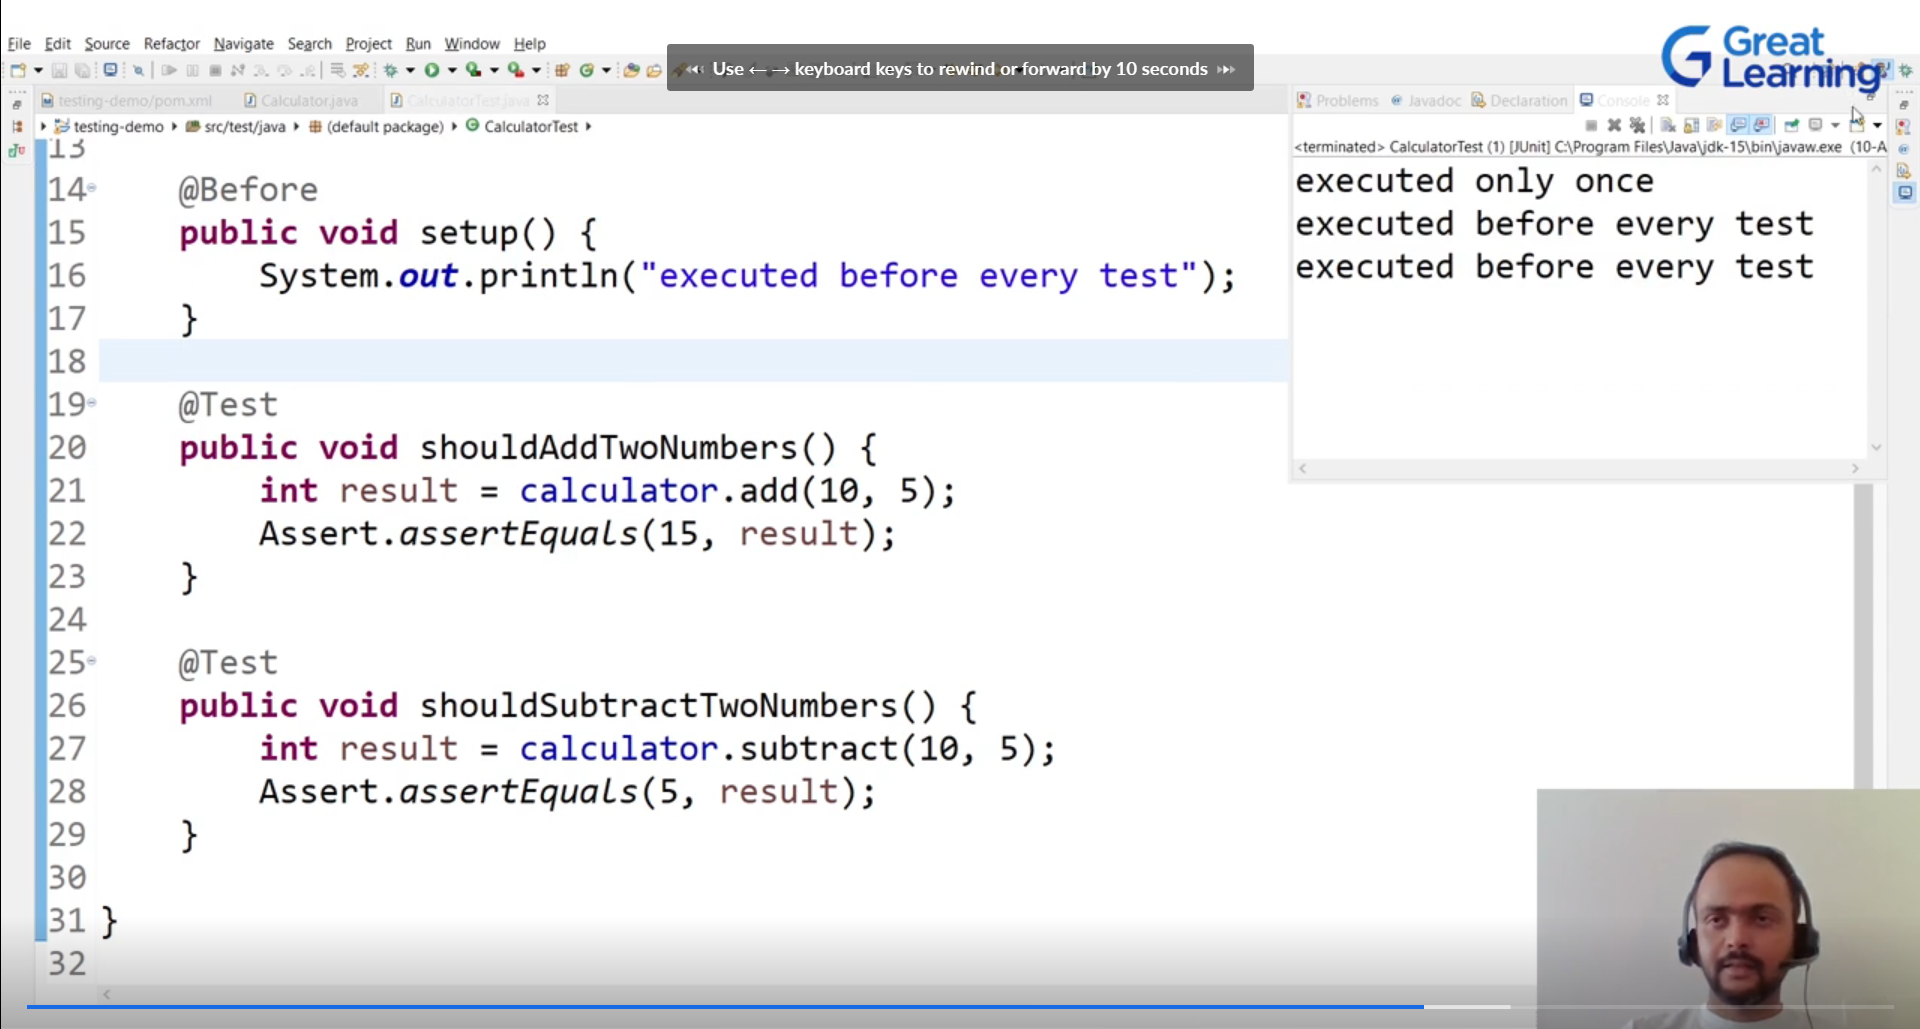 Great Learning
File Edit Source Refactor Navigate Search Project Run Window Help
Use ←→ keyboard keys to rewind or forward by 10 seconds
testing-demo/pom.xml Calculator.java CalculatorTest.java
testing-demo src/test/java (default package) CalculatorTest
13
14 @Before
15 public void setup() {
16 System.out.println("executed before every test");
17 }
18
19 @Test
20 public void shouldAddTwoNumbers() {
21 int result = calculator.add(10, 5);
22 Assert.assertEquals(15, result);
23 }
24
25 @Test
26 public void shouldSubtractTwoNumbers() {
27 int result = calculator.subtract(10, 5);
28 Assert.assertEquals(5, result);
29 }
30
31 }
32
Problems Javadoc Declaration Console
<terminated> CalculatorTest (1) [JUnit] C:\Program Files\Java\jdk-15\bin\javaw.exe (10-A
executed only once
executed before every test
executed before every test